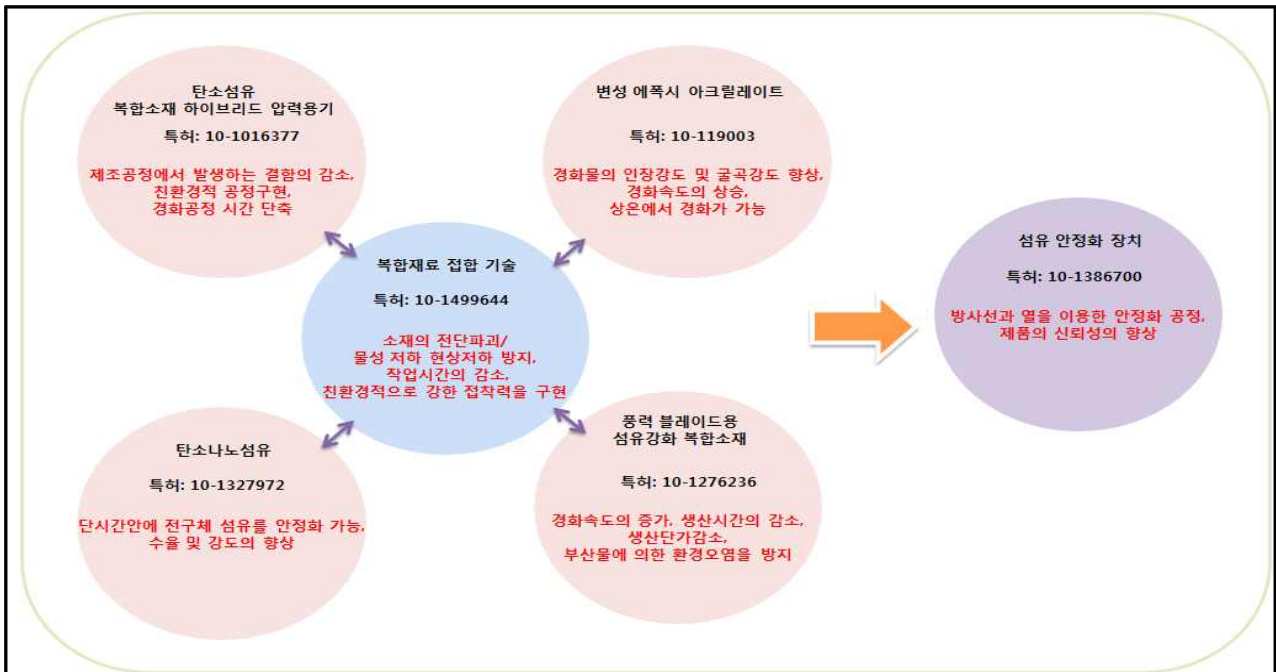 탄소섬유
복합소재 하이브리드 압력용기
특허: 10-1016377
제조공정에서 발생하는 결함의 감소,
친환경적 공정구현,
경화공정 시간 단축
변성 에폭시 아크릴레이트
특허: 10-119003
경화물의 인장강도 및 굴곡강도 향상,
경화속도의 상승,
상온에서 경화가 가능
복합재료 접합 기술
특허: 10-1499644
소재의 전단파괴/
물성 저하 현상저하 방지,
작업시간의 감소,
친환경적으로 강한 접착력을 구현
탄소나노섬유
특허: 10-1327972
단시간안에 전구체 섬유를 안정화 가능,
수율 및 강도의 향상
풍력 블레이드용
섬유강화 복합소재
특허: 10-1276236
경화속도의 증가, 생산시간의 감소,
생산단가감소,
부산물에 의한 환경오염을 방지
섬유 안정화 장치
특허: 10-1386700
방사선과 열을 이용한 안정화 공정,
제품의 신뢰성의 향상